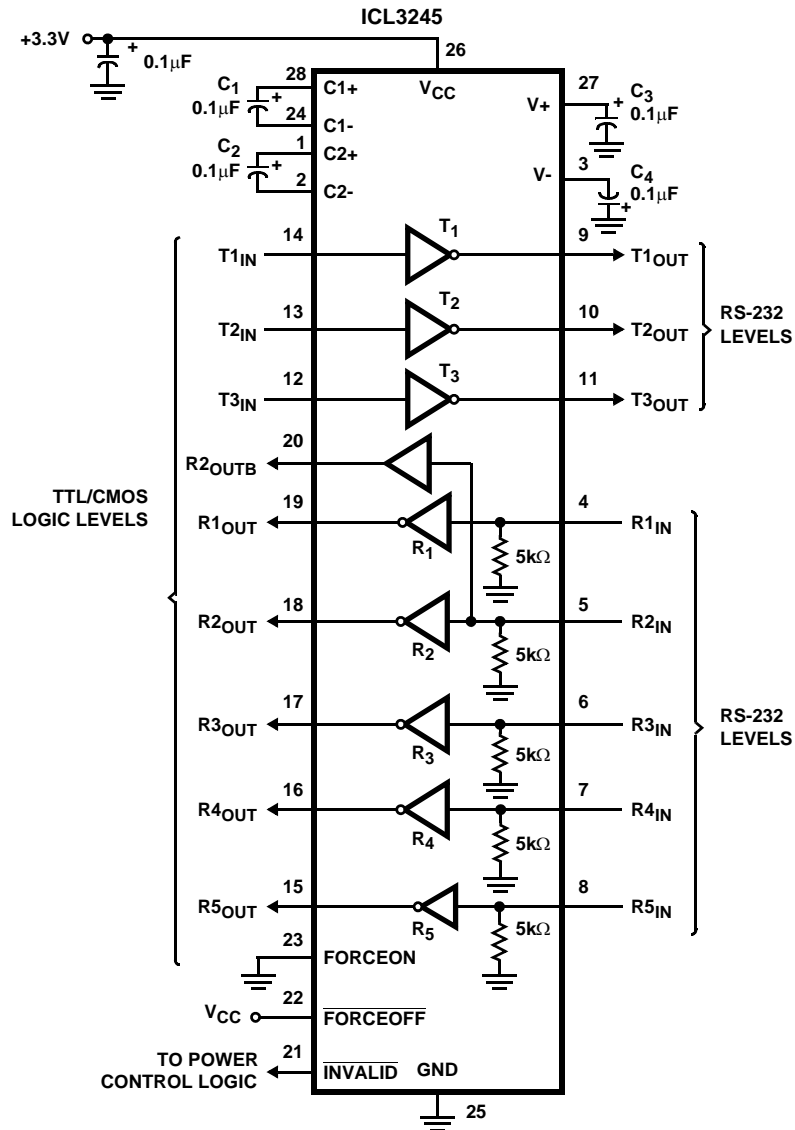 ICL3245
+3.3V
+
0.1µF
26
VCC
C1
0.1µF
+
28
C1+
24
C1-
C2
0.1µF
+
1
C2+
2
C2-
27
V+
+
C3
0.1µF
3
V-
C4
0.1µF
+
T1IN
14
T1
9
T1OUT
T2IN
13
T2
10
T2OUT
T3IN
12
T3
11
T3OUT
RS-232
LEVELS
TTL/CMOS
LOGIC LEVELS
R2OUTB
20
R1OUT
19
R1
5kΩ
4
R1IN
R2OUT
18
R2
5kΩ
5
R2IN
R3OUT
17
R3
5kΩ
6
R3IN
R4OUT
16
R4
5kΩ
7
R4IN
R5OUT
15
R5
5kΩ
8
R5IN
RS-232
LEVELS
23
FORCEON
VCC
22
FORCEOFF
TO POWER
CONTROL LOGIC
21
INVALID
GND
25